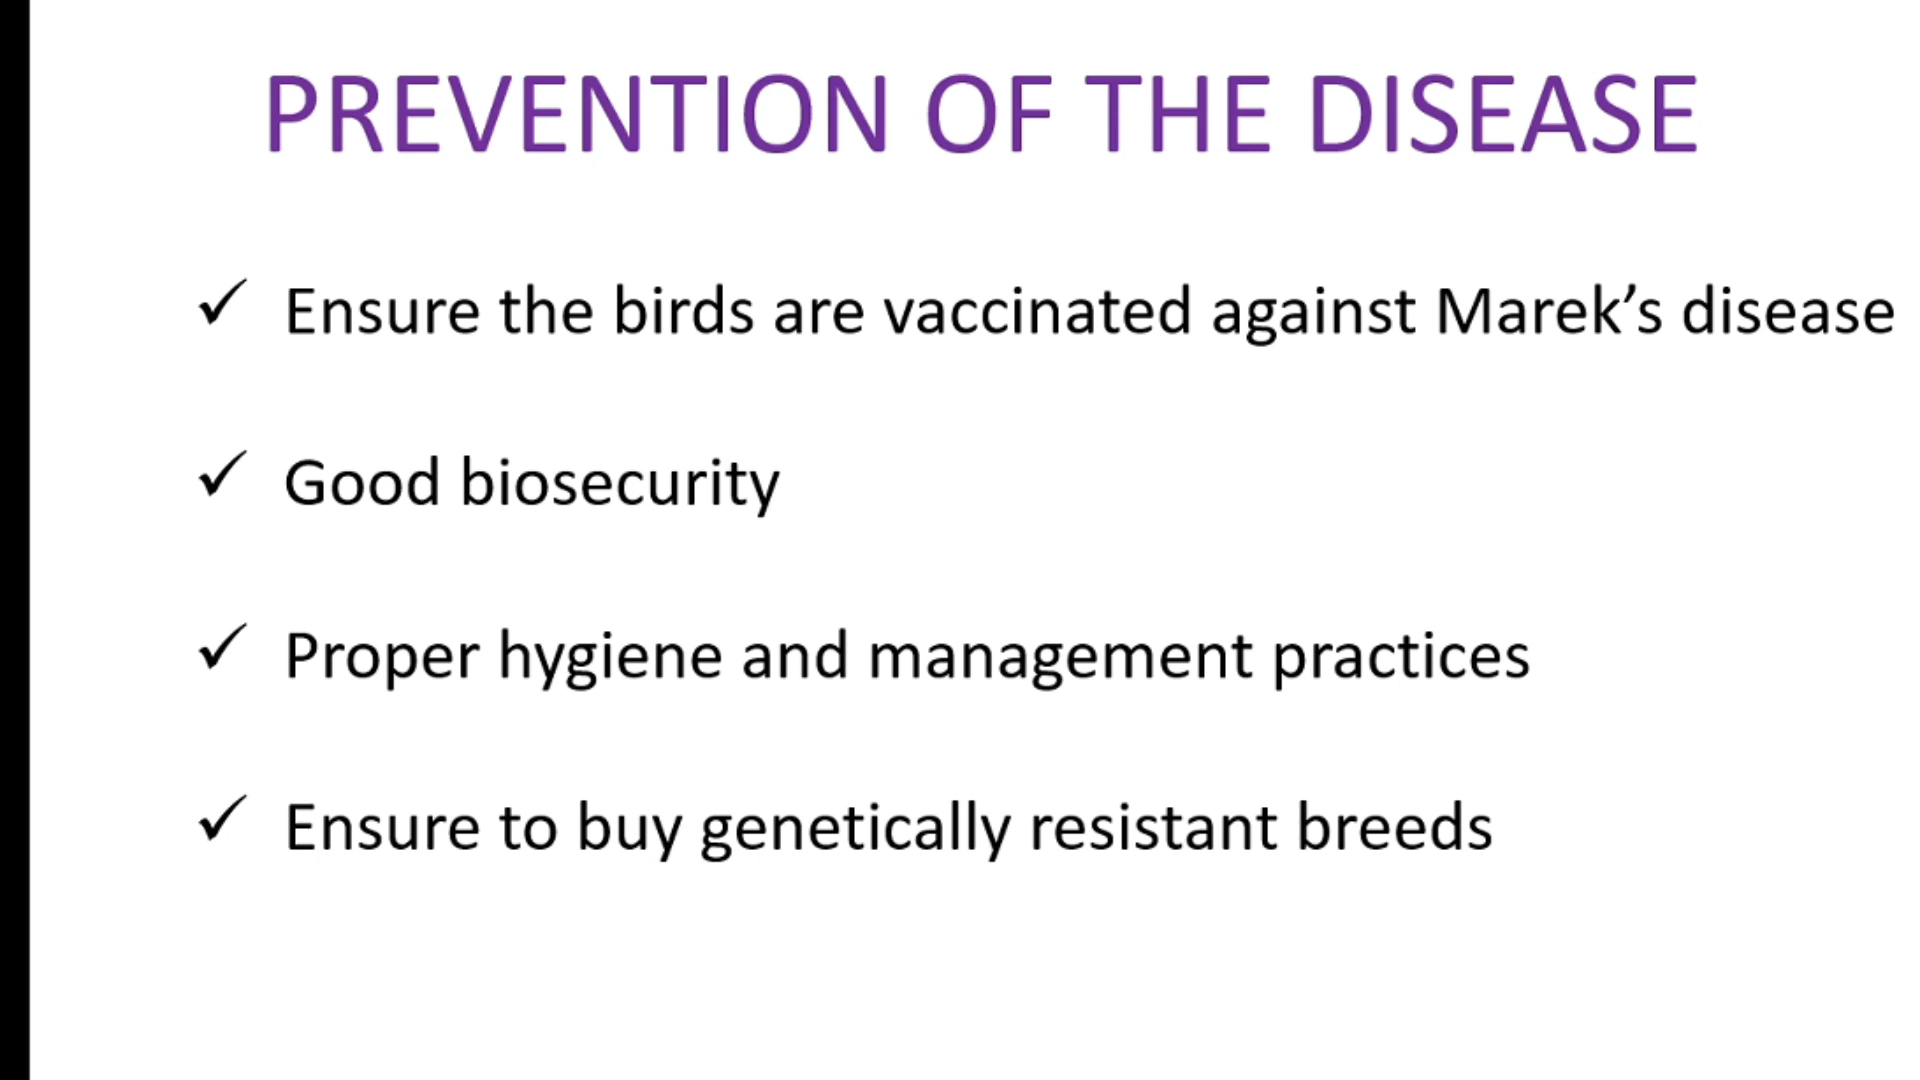 PREVENTION OF THE DISEASE
✓ Ensure the birds are vaccinated against Marek’s disease
✓ Good biosecurity
✓ Proper hygiene and management practices
✓ Ensure to buy genetically resistant breeds